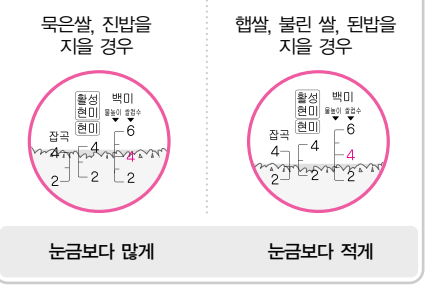 묵은쌀, 진밥을
지을 경우
활성
현미
현미
백미
물높이 쌀컵수
잡곡
6
4
4
4
2
2
2
눈금보다 많게
햅쌀, 불린 쌀, 된밥을
지을 경우
활성
현미
현미
백미
물높이 쌀컵수
잡곡
6
4
4
4
2
2
2
눈금보다 적게